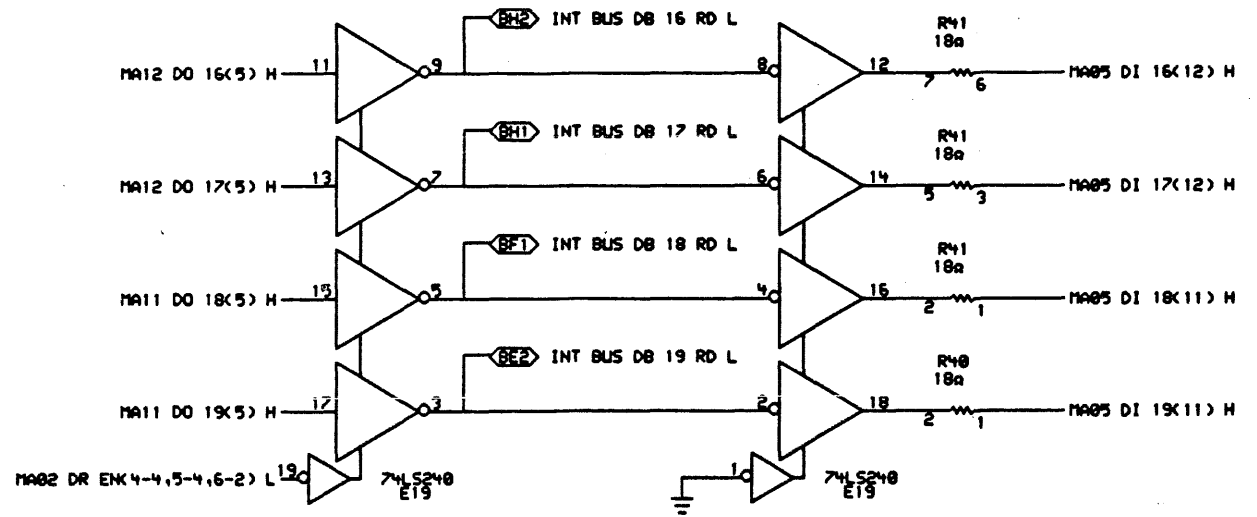 BH2 INT BUS DB 16 RD L
R41
18Ω
MA12 DO 16(5) H 11 9 8 12 7 6 MA05 DI 16(12) H
BH1 INT BUS DB 17 RD L
R41
18Ω
MA12 DO 17(5) H 13 7 6 14 5 3 MA05 DI 17(12) H
BF1 INT BUS DB 18 RD L
R41
18Ω
MA11 DO 18(5) H 15 5 4 16 2 1 MA05 DI 18(11) H
BE2 INT BUS DB 19 RD L
R40
18Ω
MA11 DO 19(5) H 17 3 2 18 2 1 MA05 DI 19(11) H
MA02 DR EN(4-4,5-4,6-2) L 19 74LS240 1 74LS240
E19 E19